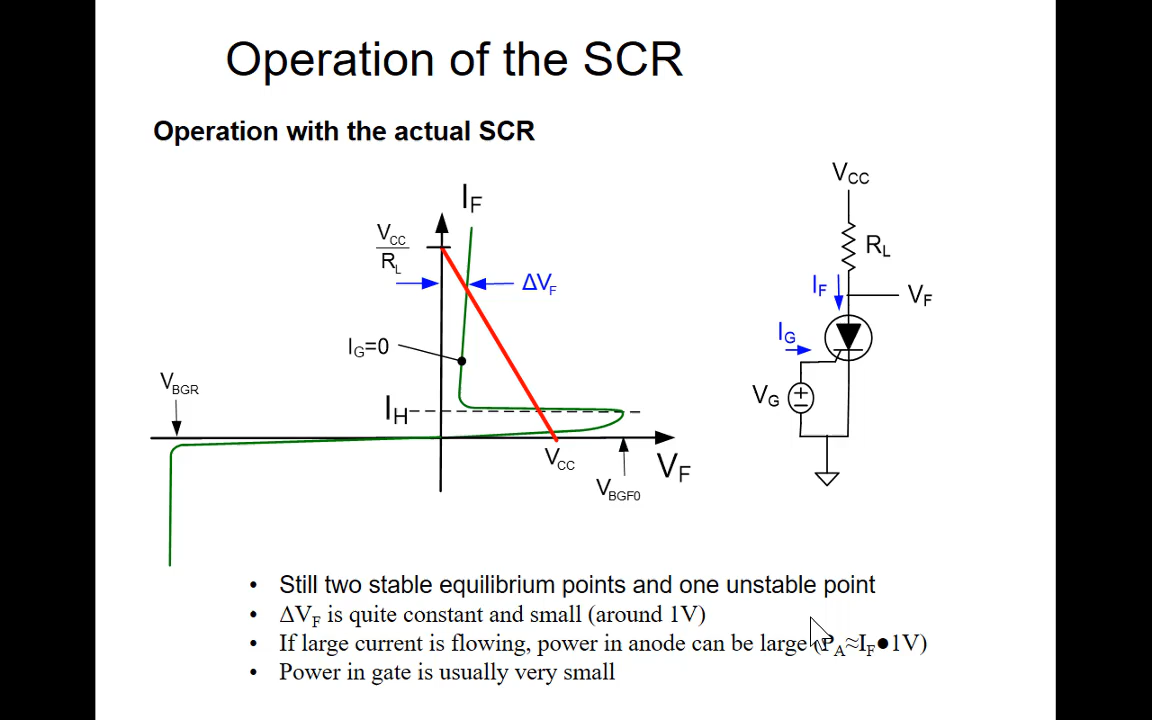 Operation of the SCR
Operation with the actual SCR
I_F
V_CC
R_L
ΔV_F
I_G=0
V_BGR
I_H
V_CC
V_F
V_BGF0
V_CC
R_L
I_F
V_F
I_G
V_G
• Still two stable equilibrium points and one unstable point
• ΔV_F is quite constant and small (around 1V)
• If large current is flowing, power in anode can be large (P_A≈I_F●1V)
• Power in gate is usually very small